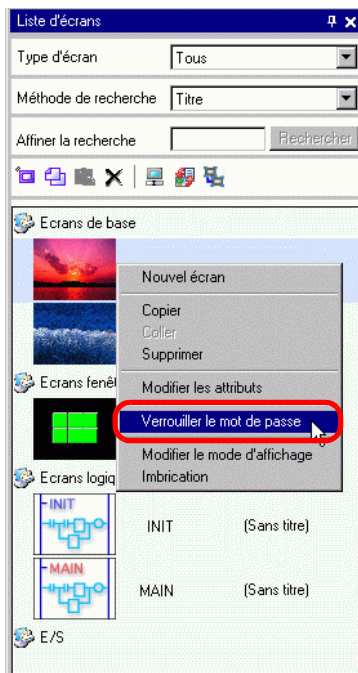 Liste d'écrans
Type d'écran Tous
Méthode de recherche Titre
Affiner la recherche Rechercher
Ecrans de base
Nouvel écran
Copier
Coller
Supprimer
Ecrans fenê
Modifier les attributs
Verrouiller le mot de passe
Modifier le mode d'affichage
Ecrans logiq
Imbrication
INIT
INIT (Sans titre)
MAIN
MAIN (Sans titre)
E/S